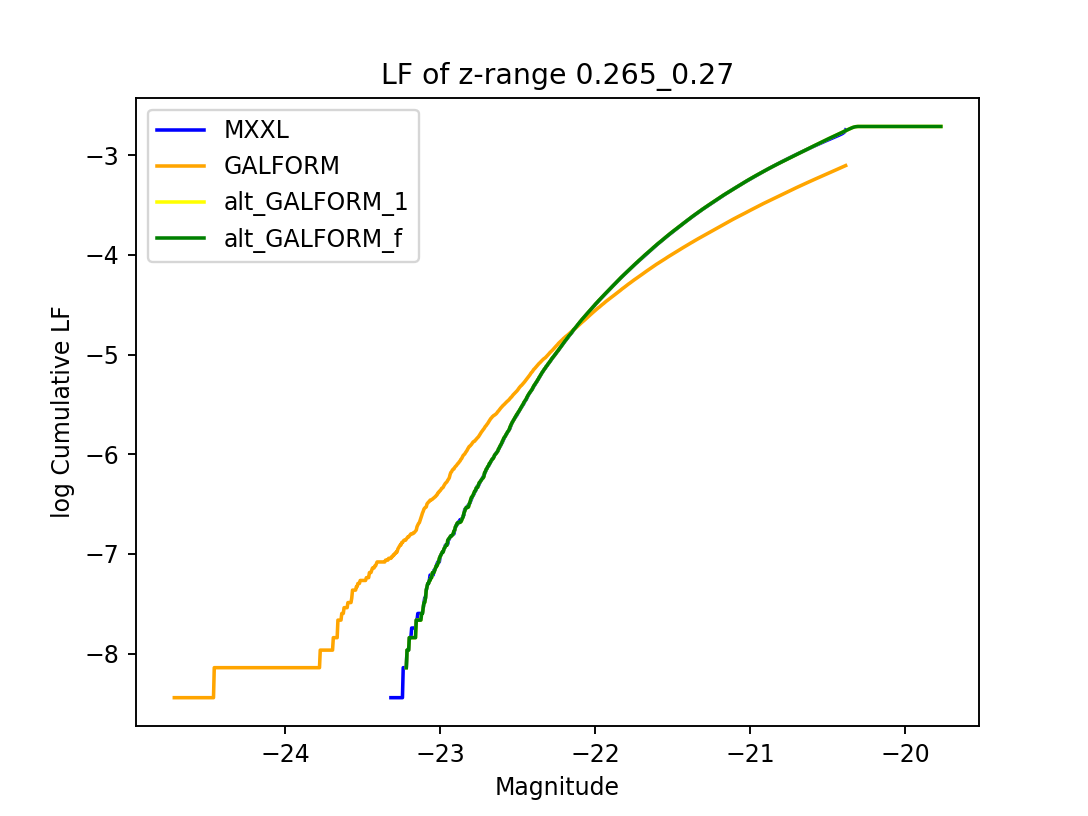 LF of z-range 0.265_0.27
MXXL
GALFORM
alt_GALFORM_1
alt_GALFORM_f
log Cumulative LF
−3
−4
−5
−6
−7
−8
−24
−23
−22
−21
−20
Magnitude